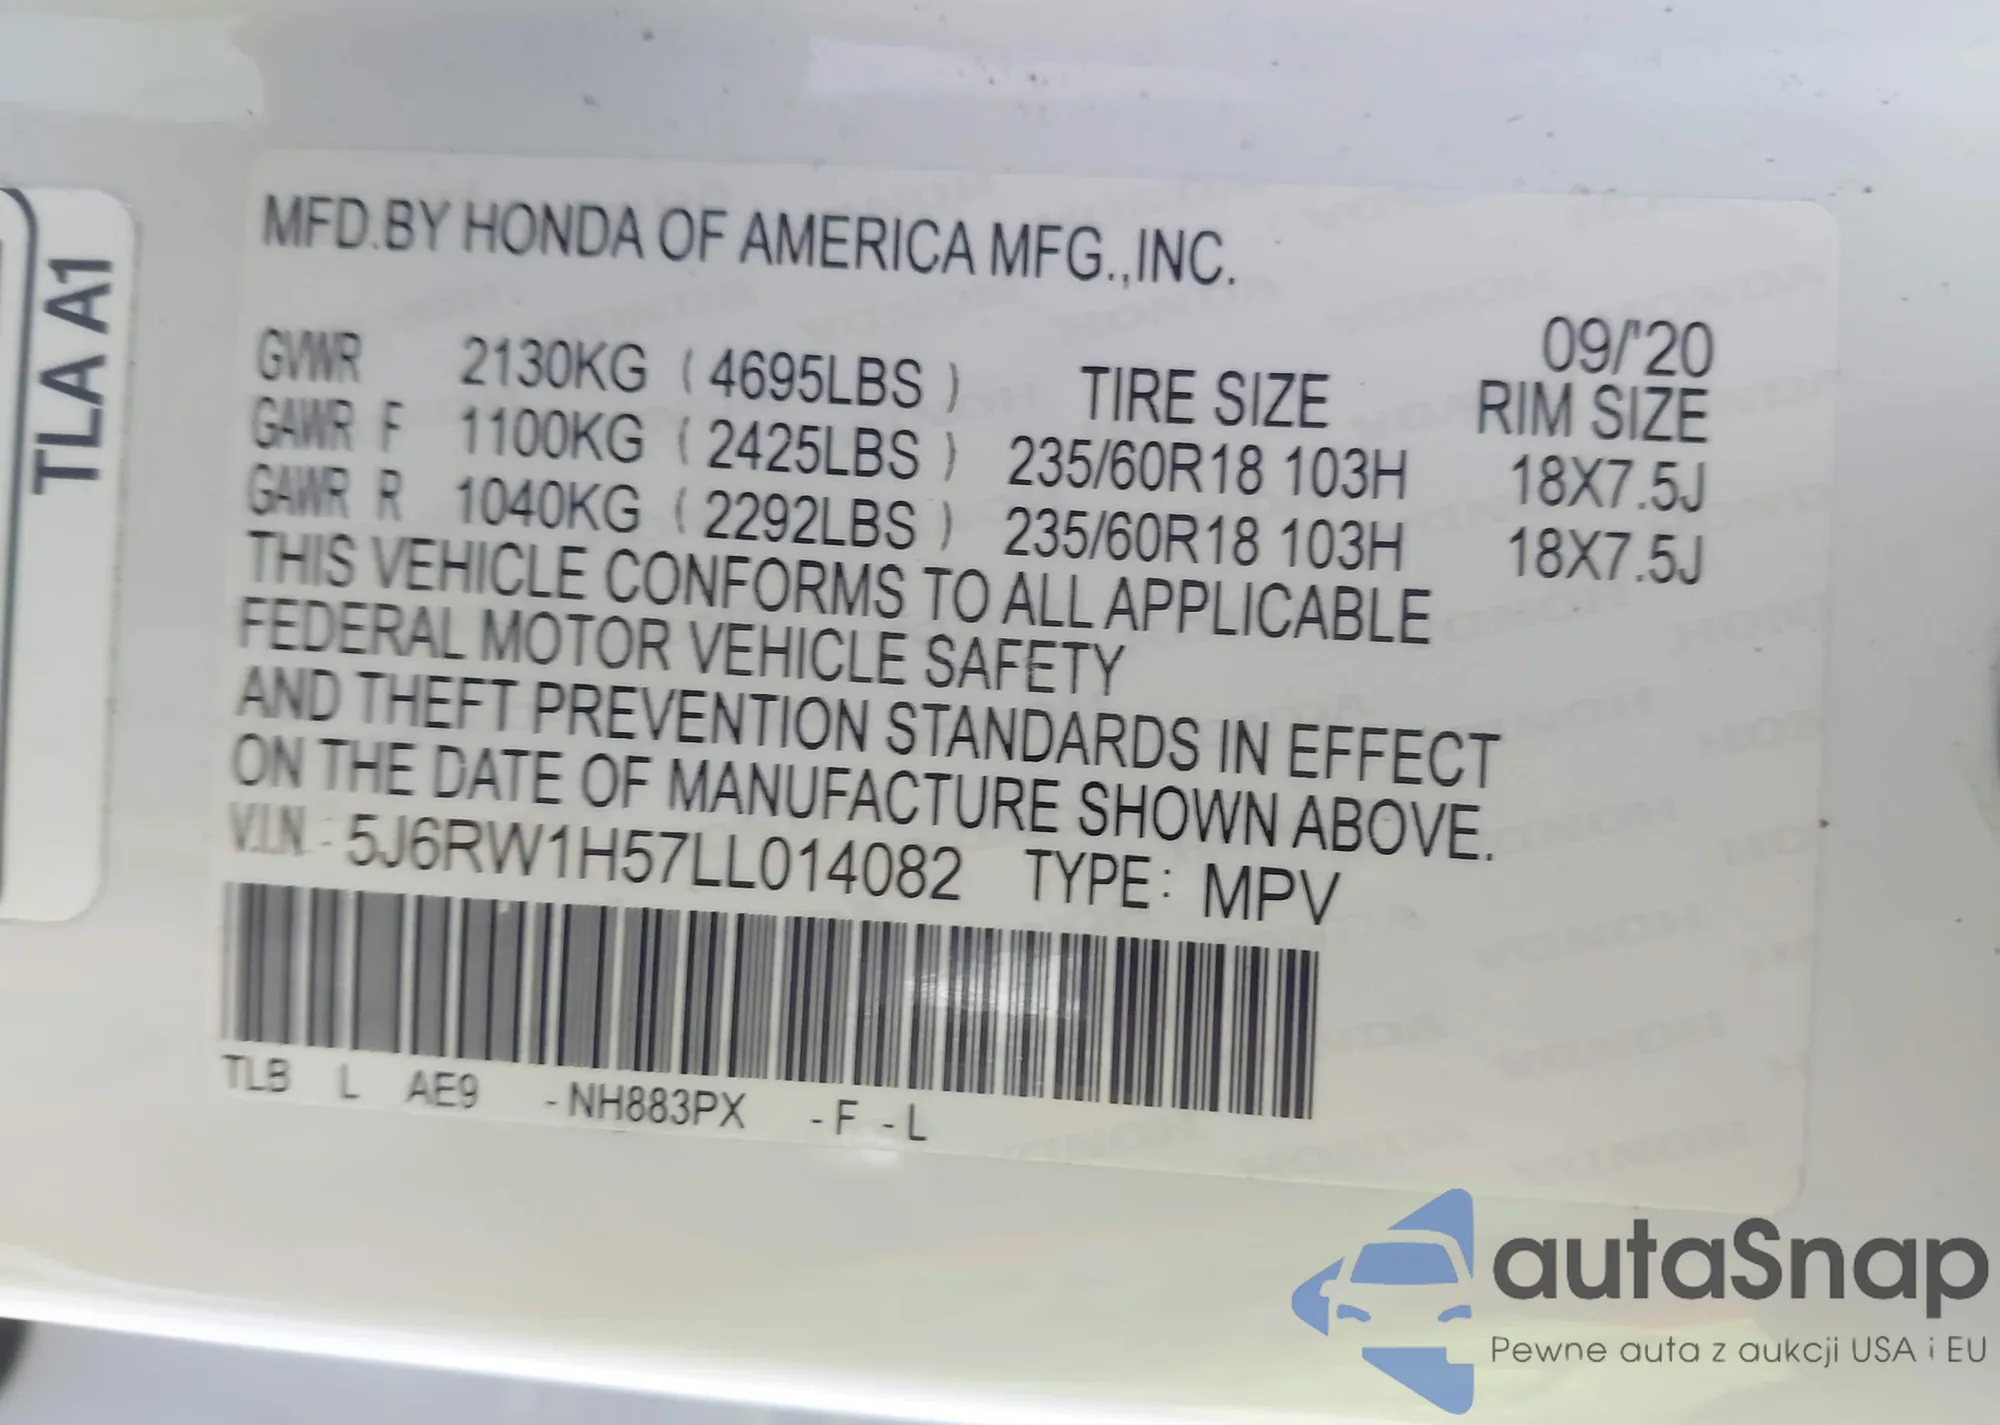 TLA A1
MFD.BY HONDA OF AMERICA MFG.,INC.
09/'20
GVWR 2130KG (4695LBS) TIRE SIZE RIM SIZE
GAWR F 1100KG (2425LBS) 235/60R18 103H 18X7.5J
GAWR R 1040KG (2292LBS) 235/60R18 103H 18X7.5J
THIS VEHICLE CONFORMS TO ALL APPLICABLE
FEDERAL MOTOR VEHICLE SAFETY
AND THEFT PREVENTION STANDARDS IN EFFECT
ON THE DATE OF MANUFACTURE SHOWN ABOVE.
V.I.N - 5J6RW1H57LL014082 TYPE: MPV
TLB L AE9 -NH883PX -F -L
autaSnap
Pewne auta z aukcji USA i EU